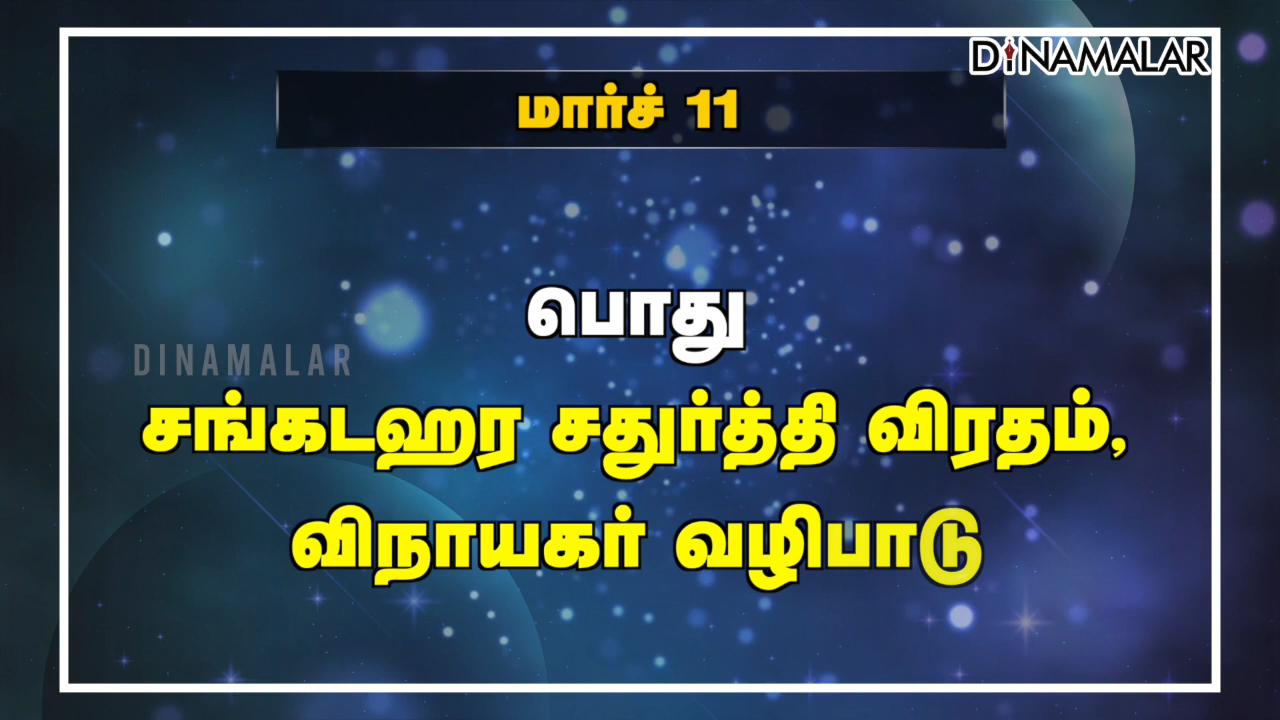 DINAMALAR
மார்ச் 11
பொது
DINAMALAR
சங்கடஹர சதுர்த்தி விரதம்,
விநாயகர் வழிபாடு